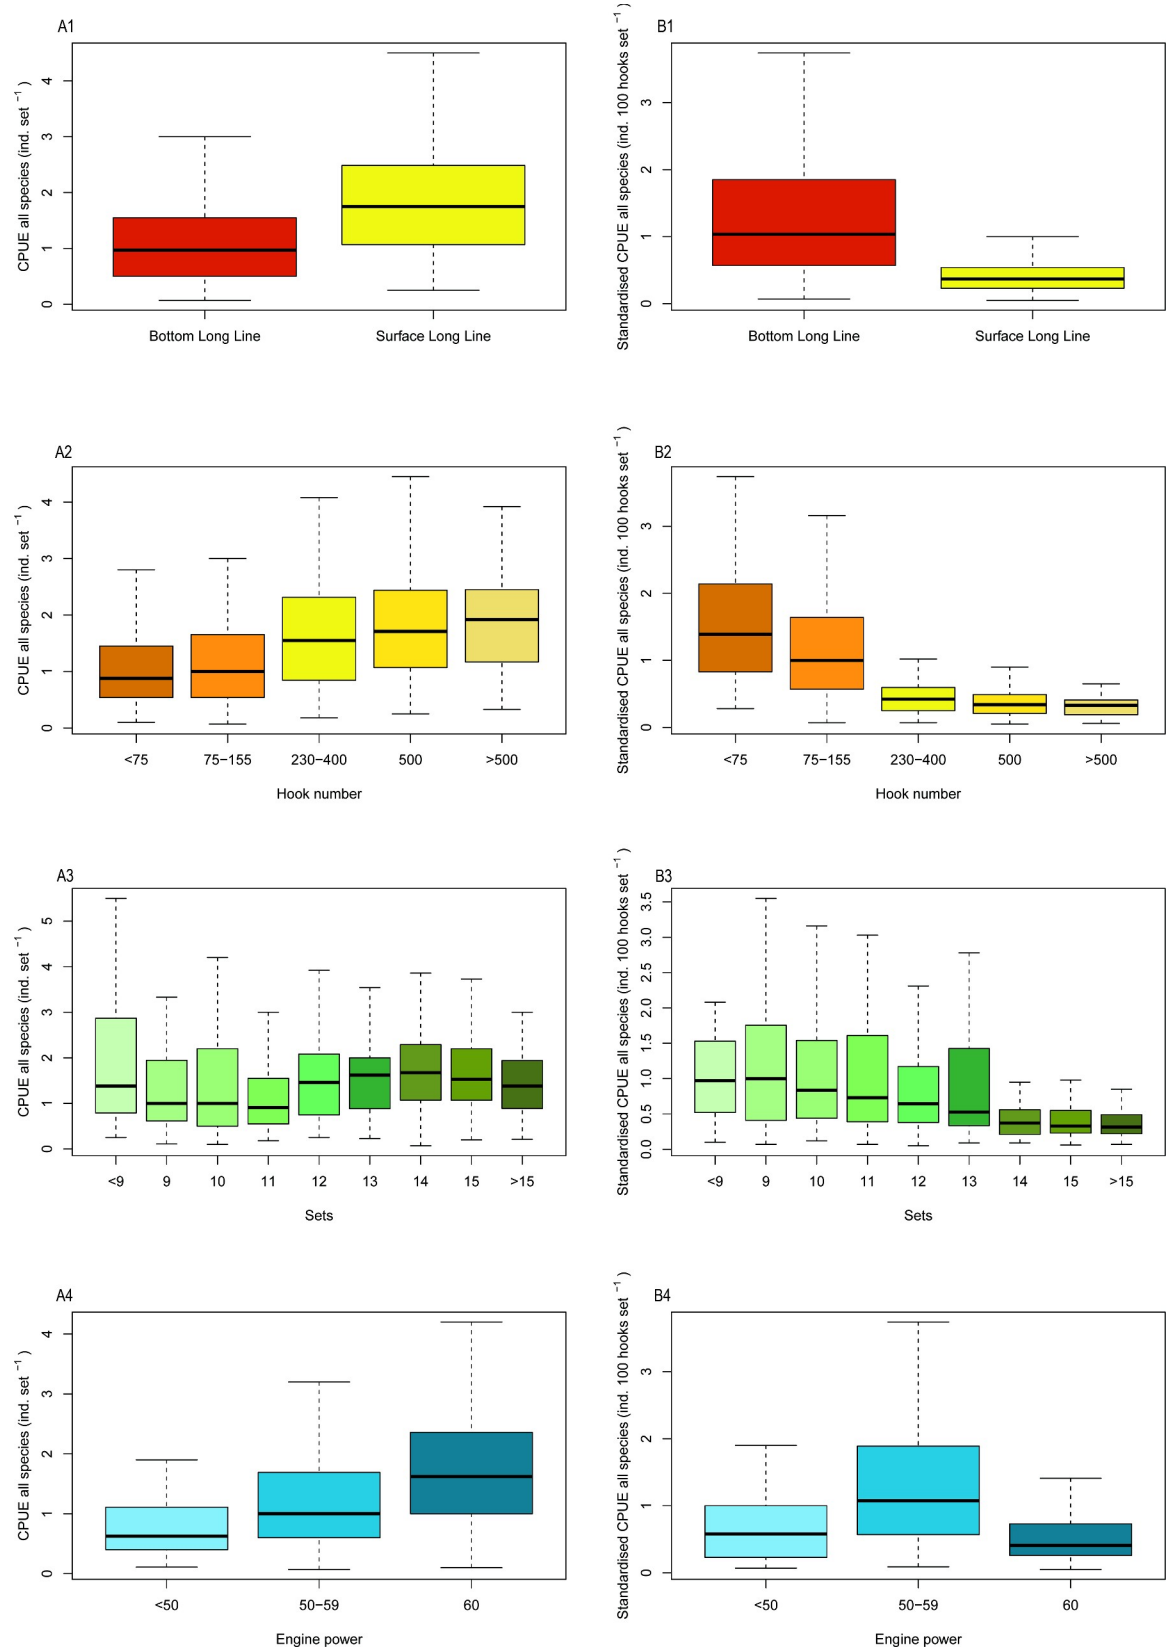 A1
CPUE all species (ind. set −1 )
4
3
2
1
0
Bottom Long Line
Surface Long Line
B1
Standardised CPUE all species (ind. 100 hooks set −1 )
3
2
1
0
Bottom Long Line
Surface Long Line
A2
CPUE all species (ind. set −1 )
4
3
2
1
0
<75 75−155 230−400 500 >500
Hook number
B2
Standardised CPUE all species (ind. 100 hooks set −1 )
3
2
1
0
<75 75−155 230−400 500 >500
Hook number
A3
CPUE all species (ind. set −1 )
5
4
3
2
1
0
<9 9 10 11 12 13 14 15 >15
Sets
B3
Standardised CPUE all species (ind. 100 hooks set −1 )
3.5
3.0
2.5
2.0
1.5
1.0
0.5
0.0
<9 9 10 11 12 13 14 15 >15
Sets
A4
CPUE all species (ind. set −1 )
4
3
2
1
0
<50 50−59 60
Engine power
B4
Standardised CPUE all species (ind. 100 hooks set −1 )
3
2
1
0
<50 50−59 60
Engine power